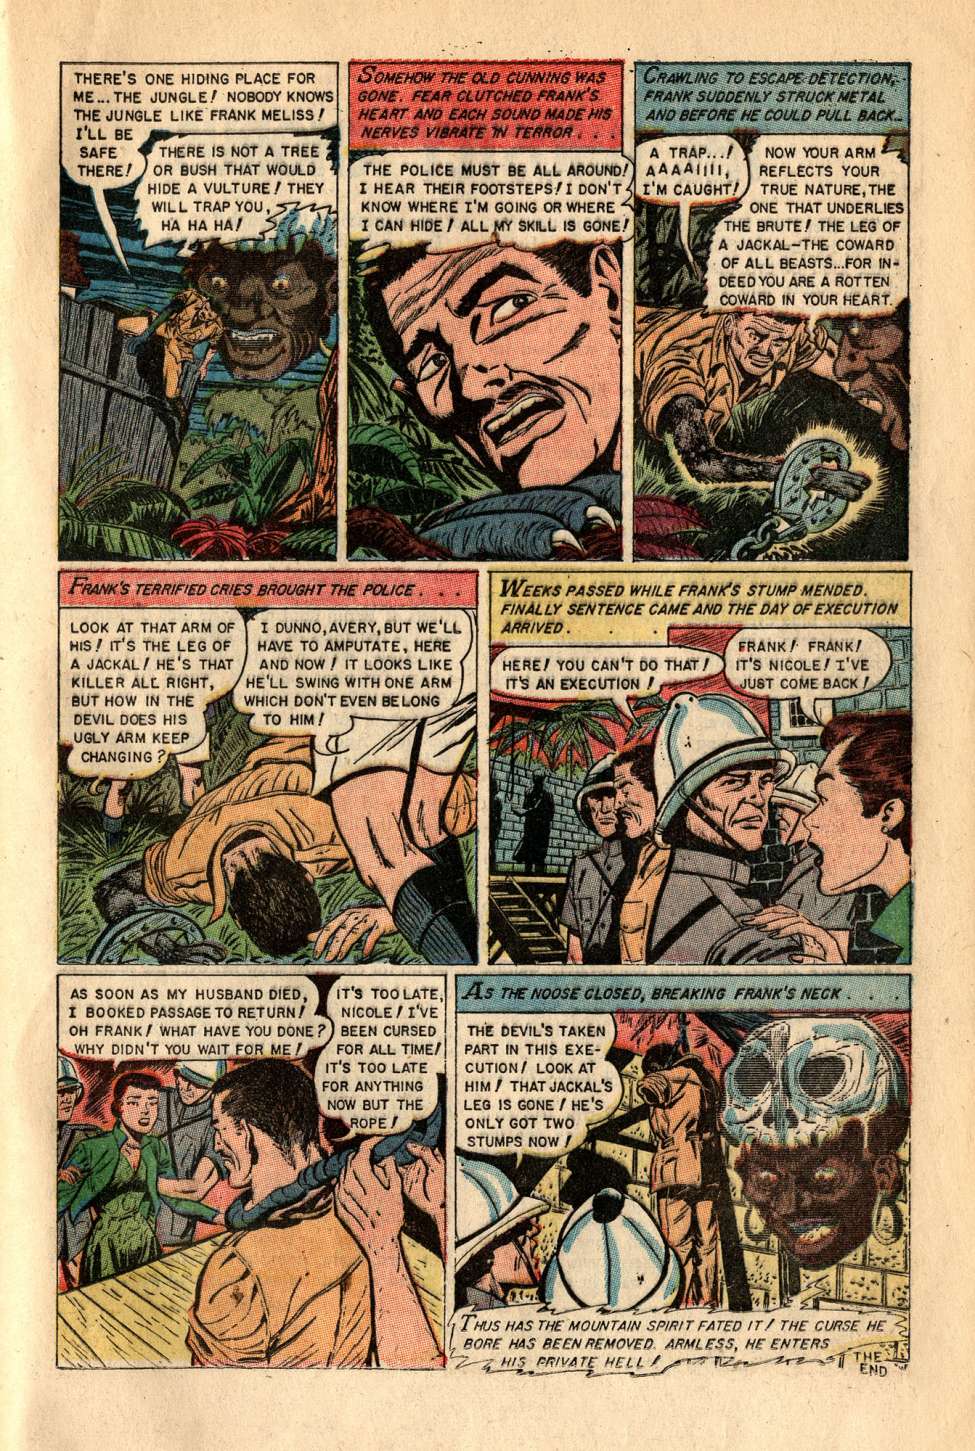 THERE'S ONE HIDING PLACE FOR
ME... THE JUNGLE! NOBODY KNOWS
THE JUNGLE LIKE FRANK MELISS!
I'LL BE
SAFE
THERE!
THERE IS NOT A TREE
OR BUSH THAT WOULD
HIDE A VULTURE! THEY
WILL TRAP YOU,
HA HA HA!
SOMEHOW THE OLD CUNNING WAS
GONE. FEAR CLUTCHED FRANK'S
HEART AND EACH SOUND MADE HIS
NERVES VIBRATE IN TERROR . . .
THE POLICE MUST BE ALL AROUND!
I HEAR THEIR FOOTSTEPS! I DON'T
KNOW WHERE I'M GOING OR WHERE
I CAN HIDE! ALL MY SKILL IS GONE!
CRAWLING TO ESCAPE DETECTION,
FRANK SUDDENLY STRUCK METAL
AND BEFORE HE COULD PULL BACK...
A TRAP...!
AAAAIIII,
I'M CAUGHT!
NOW YOUR ARM
REFLECTS YOUR
TRUE NATURE, THE
ONE THAT UNDERLIES
THE BRUTE! THE LEG OF
A JACKAL-THE COWARD
OF ALL BEASTS...FOR IN-
DEED YOU ARE A ROTTEN
COWARD IN YOUR HEART.
FRANK'S TERRIFIED CRIES BROUGHT THE POLICE . . .
LOOK AT THAT ARM OF
HIS! IT'S THE LEG OF
A JACKAL! HE'S THAT
KILLER ALL RIGHT,
BUT HOW IN THE
DEVIL DOES HIS
UGLY ARM KEEP
CHANGING?
I DUNNO, AVERY, BUT WE'LL
HAVE TO AMPUTATE, HERE
AND NOW! IT LOOKS LIKE
HE'LL SWING WITH ONE ARM
WHICH DON'T EVEN BELONG
TO HIM!
WEEKS PASSED WHILE FRANK'S STUMP MENDED.
FINALLY SENTENCE CAME AND THE DAY OF EXECUTION
ARRIVED . . . .
HERE! YOU CAN'T DO THAT!
IT'S AN EXECUTION!
FRANK! FRANK!
IT'S NICOLE! I'VE
JUST COME BACK!
AS SOON AS MY HUSBAND DIED,
I BOOKED PASSAGE TO RETURN!
OH FRANK! WHAT HAVE YOU DONE?
WHY DIDN'T YOU WAIT FOR ME!
IT'S TOO LATE,
NICOLE! I'VE
BEEN CURSED
FOR ALL TIME!
IT'S TOO LATE
FOR ANYTHING
NOW BUT THE
ROPE!
AS THE NOOSE CLOSED, BREAKING FRANK'S NECK . . . .
THE DEVIL'S TAKEN
PART IN THIS EXE-
CUTION! LOOK AT
HIM! THAT JACKAL'S
LEG IS GONE! HE'S
ONLY GOT TWO
STUMPS NOW!
THUS HAS THE MOUNTAIN SPIRIT FATED IT! THE CURSE HE
BORE HAS BEEN REMOVED. ARMLESS, HE ENTERS
HIS PRIVATE HELL!
THE
END